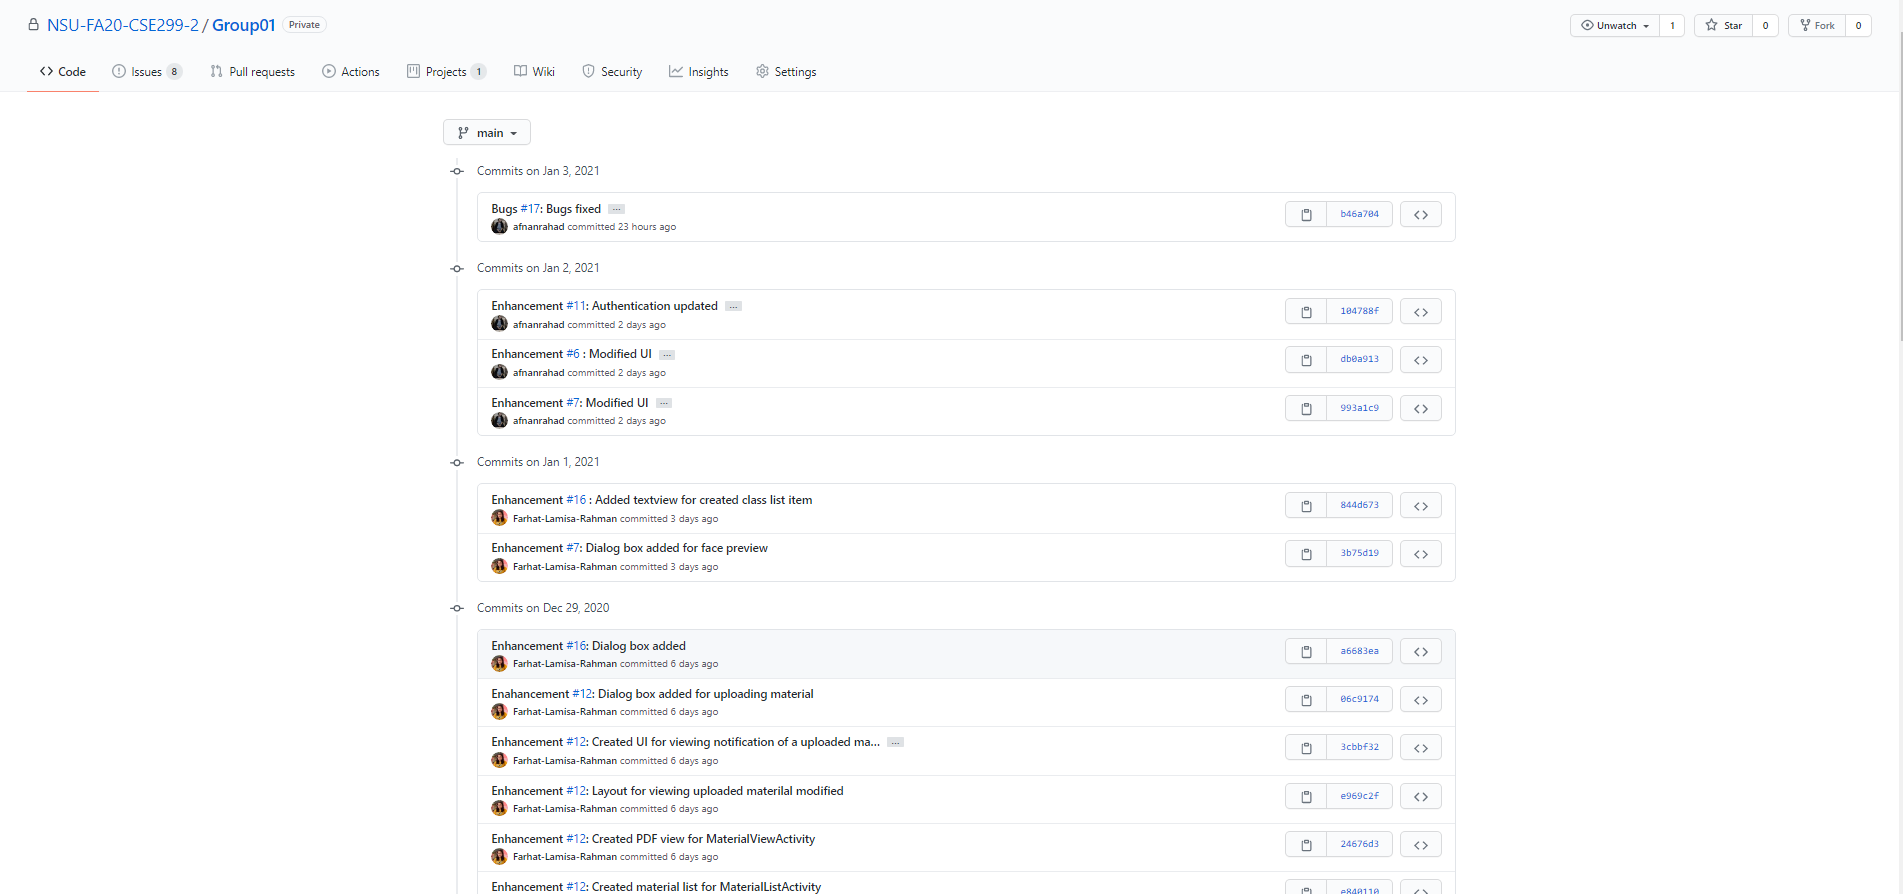 NSU-FA20-CSE299-2 / Group01 Private
Unwatch 1 Star 0 Fork 0
Code Issues 8 Pull requests Actions Projects 1 Wiki Security Insights Settings
main
Commits on Jan 3, 2021
Bugs #17: Bugs fixed ...
b46a704
afnanrahad committed 23 hours ago
Commits on Jan 2, 2021
Enhancement #11: Authentication updated ...
104788f
afnanrahad committed 2 days ago
Enhancement #6 : Modified UI ...
db0a913
afnanrahad committed 2 days ago
Enhancement #7: Modified UI ...
993a1c9
afnanrahad committed 2 days ago
Commits on Jan 1, 2021
Enhancement #16 : Added textview for created class list item
844d673
Farhat-Lamisa-Rahman committed 3 days ago
Enhancement #7: Dialog box added for face preview
3b75d19
Farhat-Lamisa-Rahman committed 3 days ago
Commits on Dec 29, 2020
Enhancement #16: Dialog box added
a6683ea
Farhat-Lamisa-Rahman committed 6 days ago
Enahancement #12: Dialog box added for uploading material
06c9174
Farhat-Lamisa-Rahman committed 6 days ago
Enhancement #12: Created UI for viewing notification of a uploaded ma... ...
3cbbf32
Farhat-Lamisa-Rahman committed 6 days ago
Enhancement #12: Layout for viewing uploaded materilal modified
e969c2f
Farhat-Lamisa-Rahman committed 6 days ago
Enhancement #12: Created PDF view for MaterialViewActivity
24676d3
Farhat-Lamisa-Rahman committed 6 days ago
Enhancement #12: Created material list for MaterialListActivity
e840110